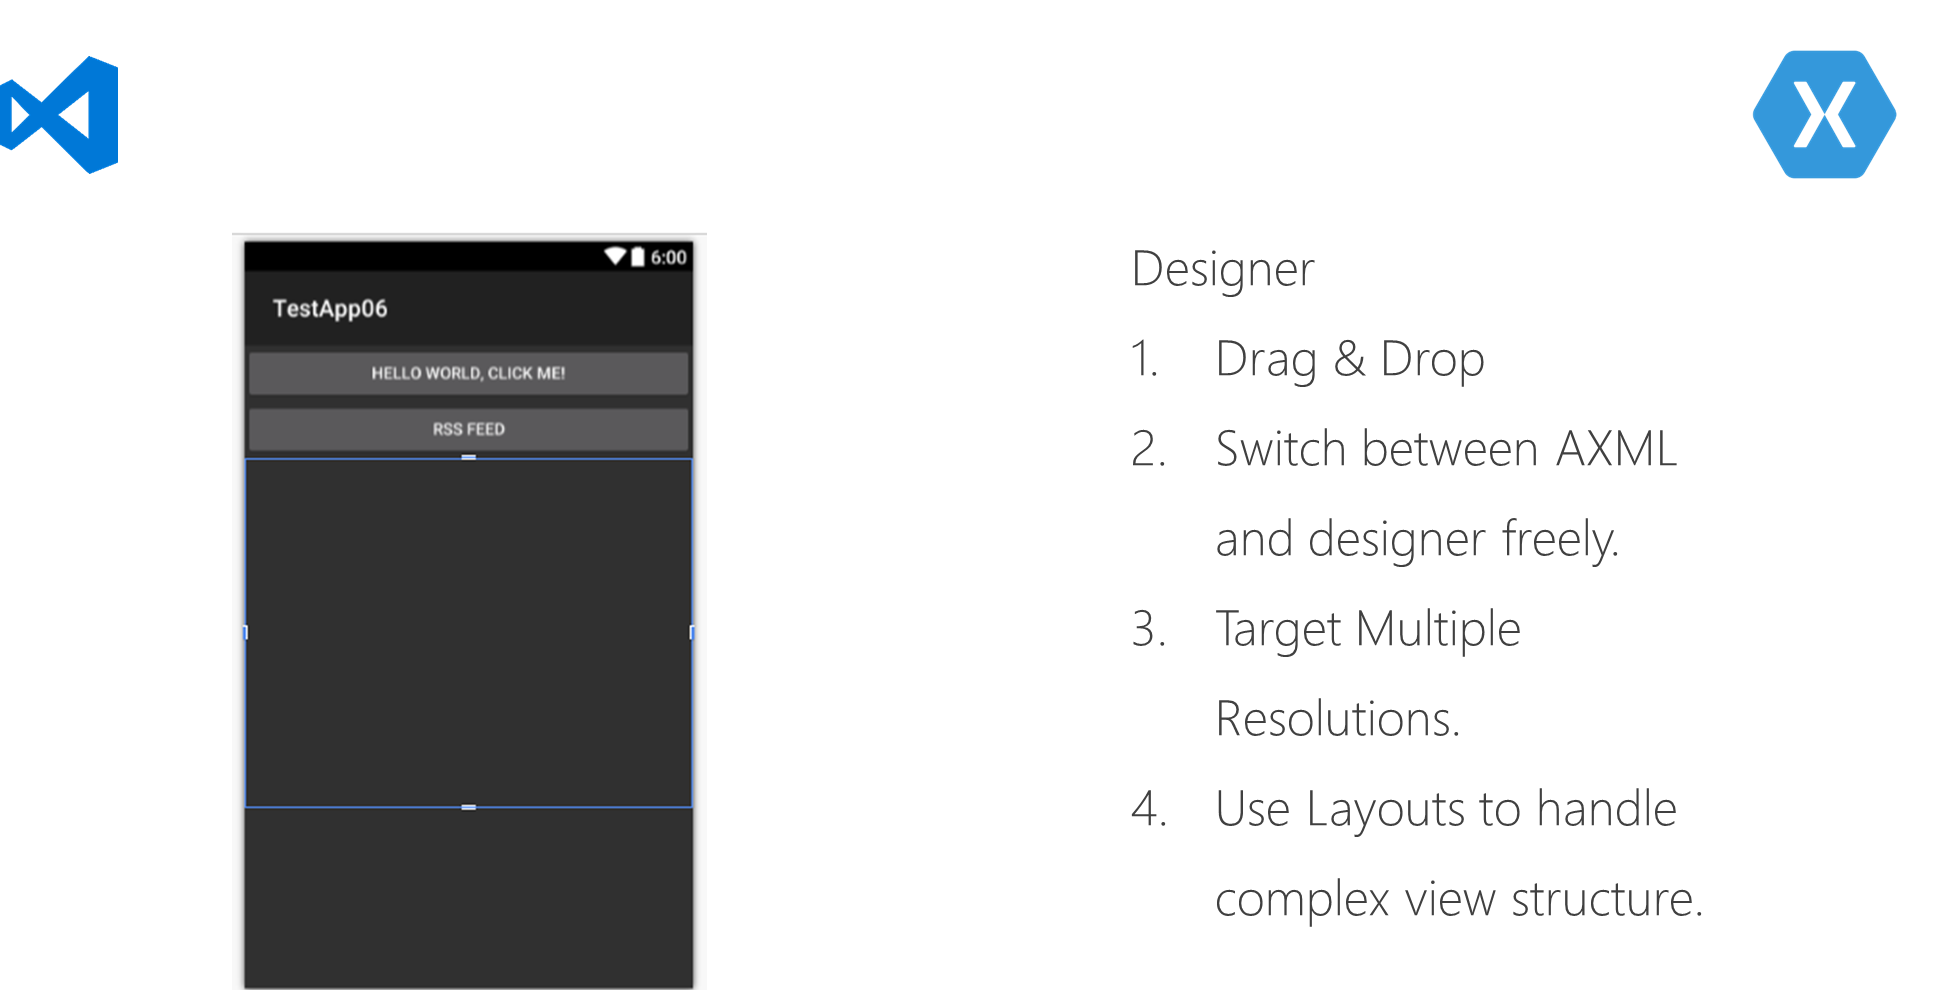 6:00
TestApp06
HELLO WORLD, CLICK ME!
RSS FEED
Designer
1. Drag & Drop
2. Switch between AXML
and designer freely.
3. Target Multiple
Resolutions.
4. Use Layouts to handle
complex view structure.